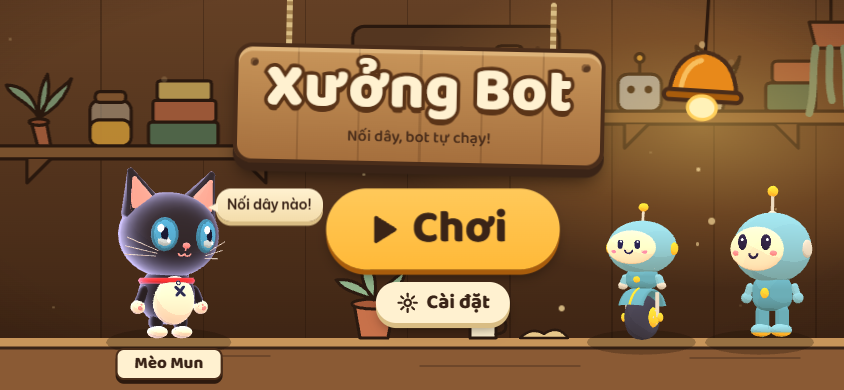 Xưởng Bot
Nối dây, bot tự chạy!
Nối dây nào!
Chơi
Cài đặt
Mèo Mun